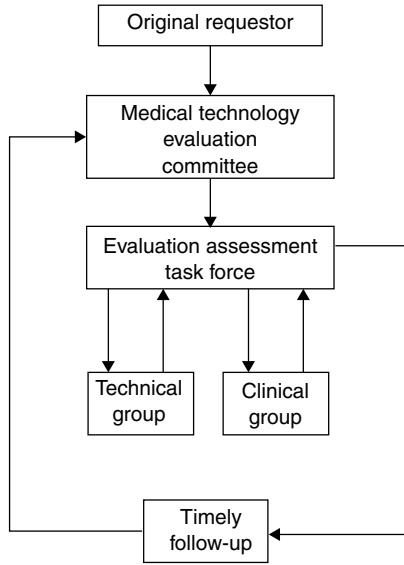 Original requestor
Medical technology
evaluation
committee
Evaluation assessment
task force
Technical
group
Clinical
group
Timely
follow-up